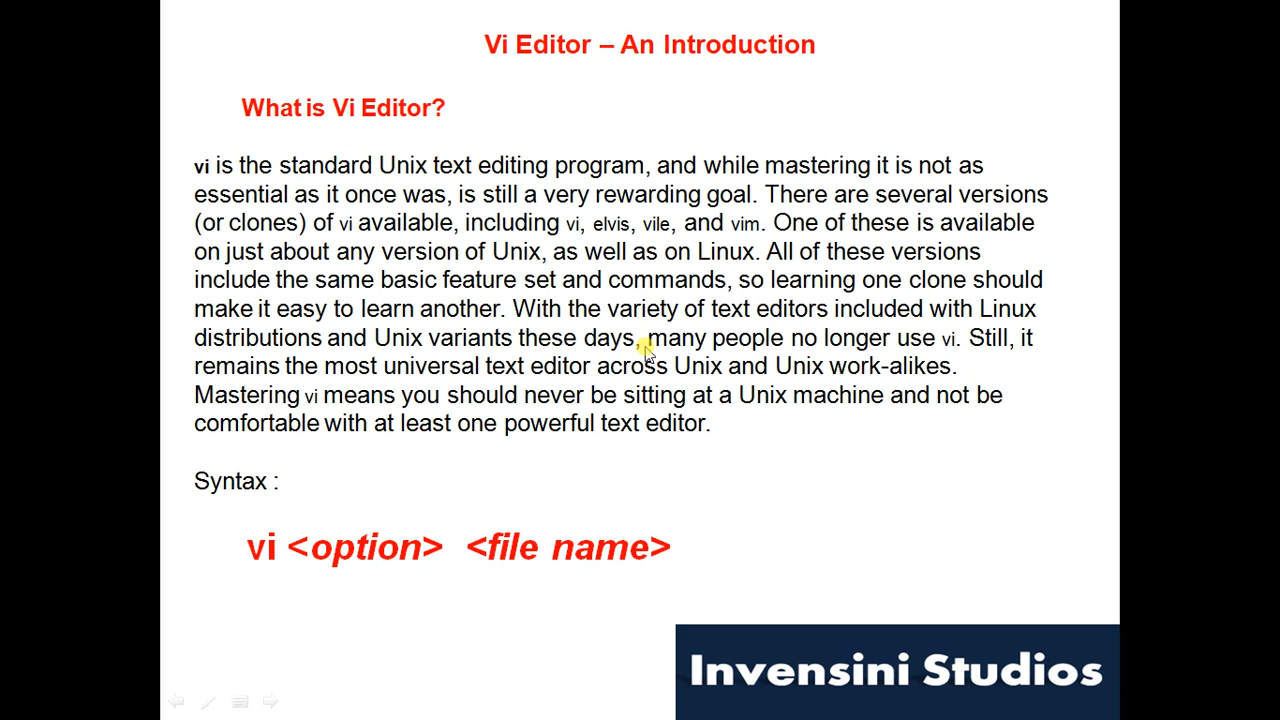 Vi Editor – An Introduction
What is Vi Editor?
vi is the standard Unix text editing program, and while mastering it is not as
essential as it once was, is still a very rewarding goal. There are several versions
(or clones) of vi available, including vi, elvis, vile, and vim. One of these is available
on just about any version of Unix, as well as on Linux. All of these versions
include the same basic feature set and commands, so learning one clone should
make it easy to learn another. With the variety of text editors included with Linux
distributions and Unix variants these days, many people no longer use vi. Still, it
remains the most universal text editor across Unix and Unix work-alikes.
Mastering vi means you should never be sitting at a Unix machine and not be
comfortable with at least one powerful text editor.
Syntax :
vi <option> <file name>
Invensini Studios